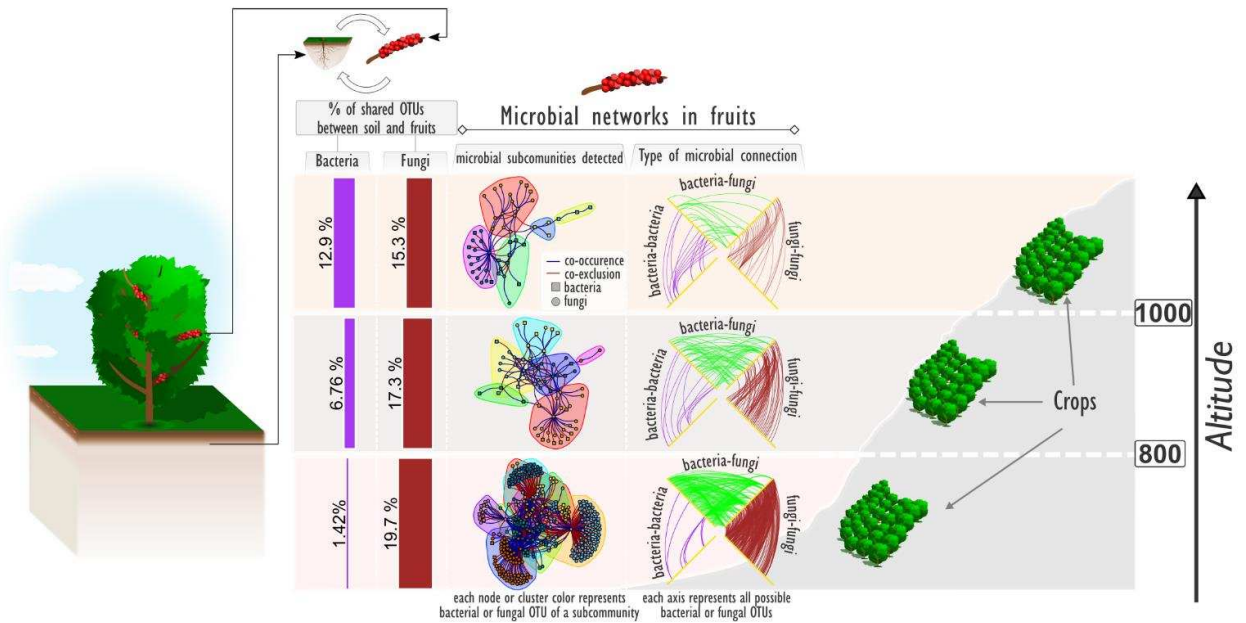 % of shared OTUs
between soil and fruits
Microbial networks in fruits
Bacteria
Fungi
microbial subcomunities detected
Type of microbial connection
12.9 %
15.3 %
co-occurence
co-exclusion
bacteria
fungi
bacteria-fungi
bacteria-bacteria
fungi-fungi
1000
6.76 %
17.3 %
bacteria-fungi
bacteria-bacteria
fungi-fungi
Crops
Altitude
800
1.42%
19.7 %
bacteria-fungi
bacteria-bacteria
fungi-fungi
each node or cluster color represents
bacterial or fungal OTU of a subcommunity
each axis represents all possible
bacterial or fungal OTUs